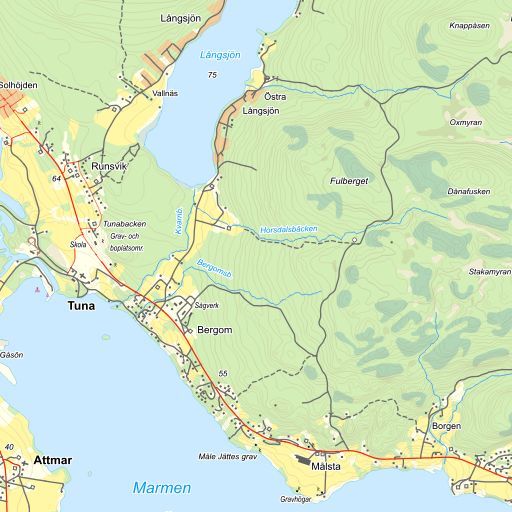 Långsjön
Knappåsen
Långsjön
75
Solhöjden
Vallnäs
Östra
Långsjön
Oxmyran
Runsvik
64
Fulberget
Dånafusken
Kvarnb
Tunabacken
Grav- och
boplatsomr.
Skola
Horsdalsbäcken
Bergomsb
Stakamyran
Tuna
Sågverk
Bergom
Gåsön
55
Borgen
40
Attmar
Måle Jättes grav
Målsta
Marmen
Gravhögar